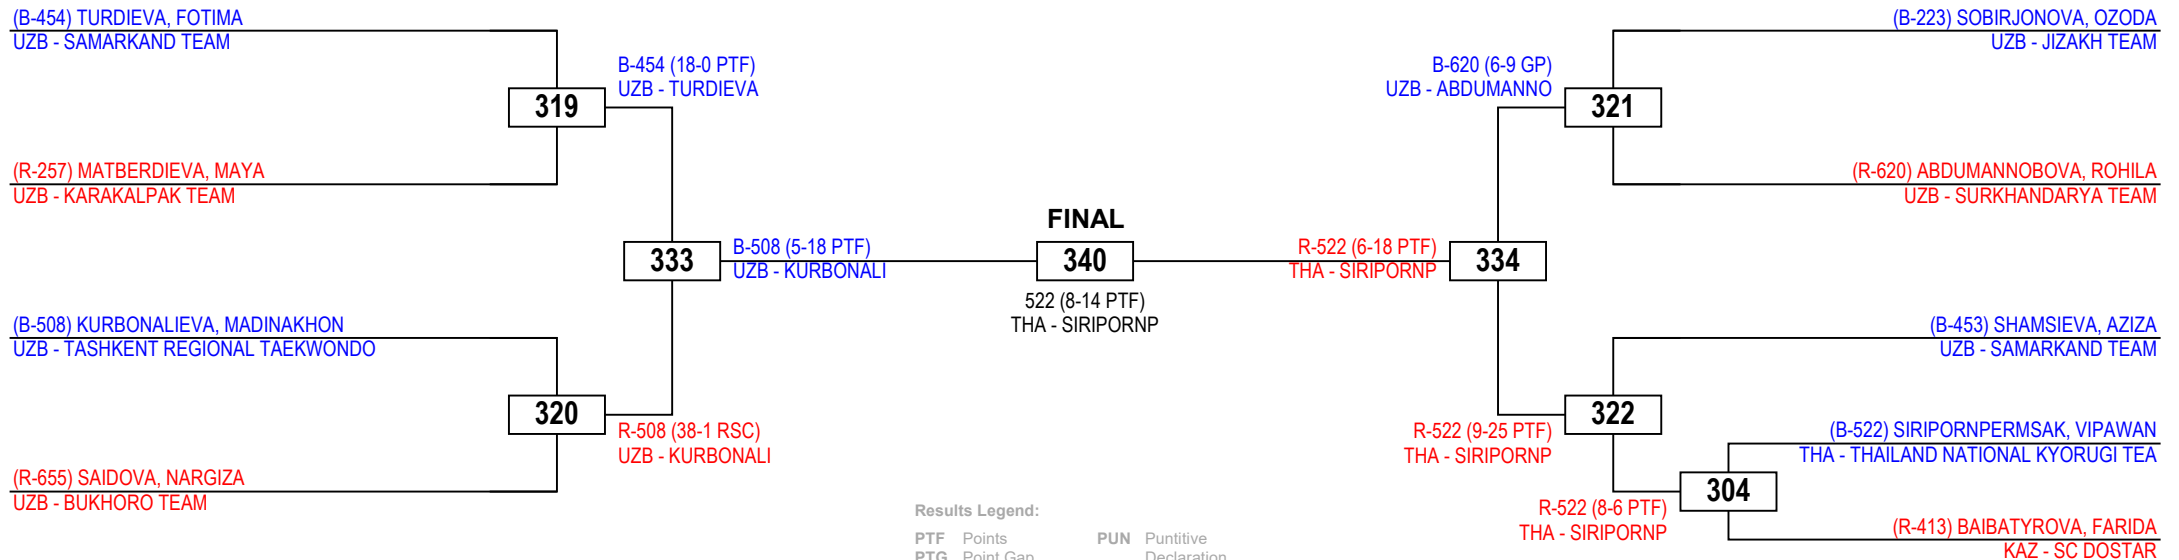 (B-454) TURDIEVA, FOTIMA
UZB - SAMARKAND TEAM
B-454 (18-0 PTF)
UZB - TURDIEVA
319
(R-257) MATBERDIEVA, MAYA
UZB - KARAKALPAK TEAM
333
B-508 (5-18 PTF)
UZB - KURBONALI
(B-508) KURBONALIEVA, MADINAKHON
UZB - TASHKENT REGIONAL TAEKWONDO
320
R-508 (38-1 RSC)
UZB - KURBONALI
(R-655) SAIDOVA, NARGIZA
UZB - BUKHORO TEAM
FINAL
340
522 (8-14 PTF)
THA - SIRIPORNP
(B-223) SOBIRJONOVA, OZODA
UZB - JIZAKH TEAM
B-620 (6-9 GP)
UZB - ABDUMANNO
321
(R-620) ABDUMANNOBOVA, ROHILA
UZB - SURKHANDARYA TEAM
R-522 (6-18 PTF)
THA - SIRIPORNP
334
(B-453) SHAMSIEVA, AZIZA
UZB - SAMARKAND TEAM
322
R-522 (9-25 PTF)
THA - SIRIPORNP
(B-522) SIRIPORNPERMSAK, VIPAWAN
THA - THAILAND NATIONAL KYORUGI TEA
304
R-522 (8-6 PTF)
THA - SIRIPORNP
(R-413) BAIBATYROVA, FARIDA
KAZ - SC DOSTAR
Results Legend:
PTF Points PUN Puntitive
PTG Point Gap Declaration